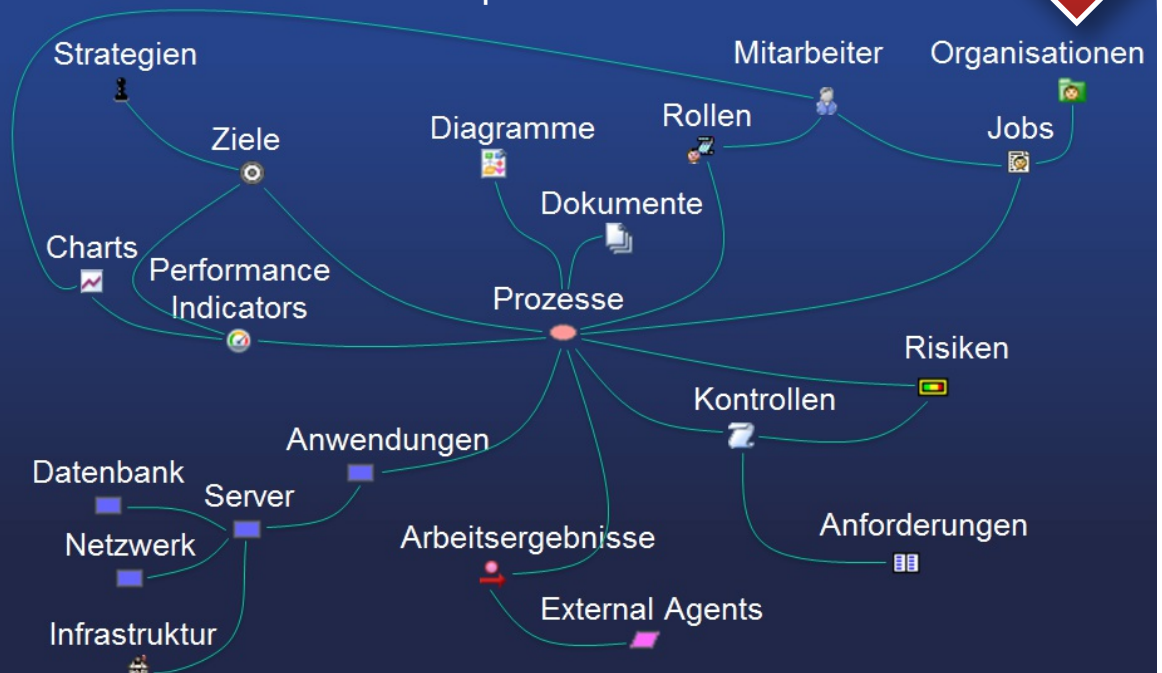 Strategien
Mitarbeiter
Organisationen
Ziele
Diagramme
Rollen
Jobs
Dokumente
Charts
Performance
Indicators
Prozesse
Risiken
Kontrollen
Anwendungen
Datenbank
Server
Netzwerk
Arbeitsergebnisse
Anforderungen
External Agents
Infrastruktur